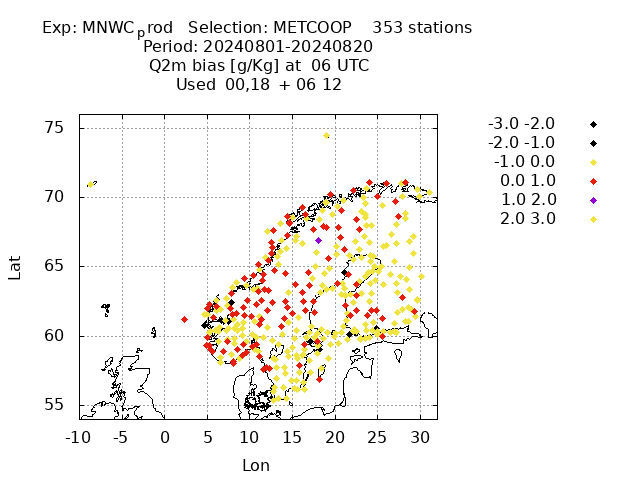 Exp: MNWCprod Selection: METCOOP 353 stations
Period: 20240801-20240820
Q2m bias [g/Kg] at 06 UTC
Used 00,18 + 06 12
-3.0 -2.0
-2.0 -1.0
-1.0 0.0
0.0 1.0
1.0 2.0
2.0 3.0
75
70
65
60
55
Lat
-10 -5 0 5 10 15 20 25 30
Lon